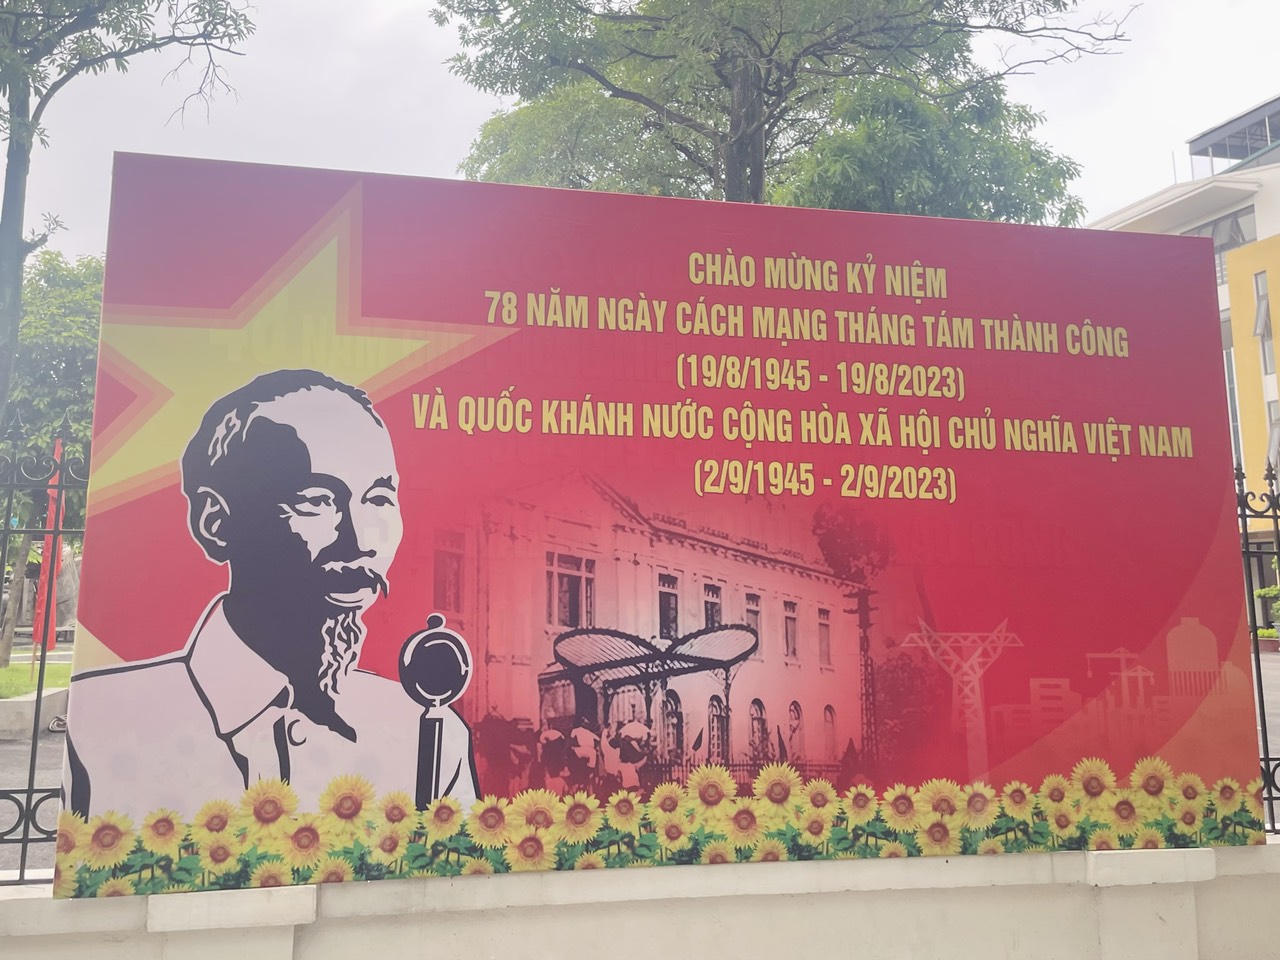 CHÀO MỪNG KỶ NIỆM
78 NĂM NGÀY CÁCH MẠNG THÁNG TÁM THÀNH CÔNG
(19/8/1945 - 19/8/2023)
VÀ QUỐC KHÁNH NƯỚC CỘNG HÒA XÃ HỘI CHỦ NGHĨA VIỆT NAM
(2/9/1945 - 2/9/2023)